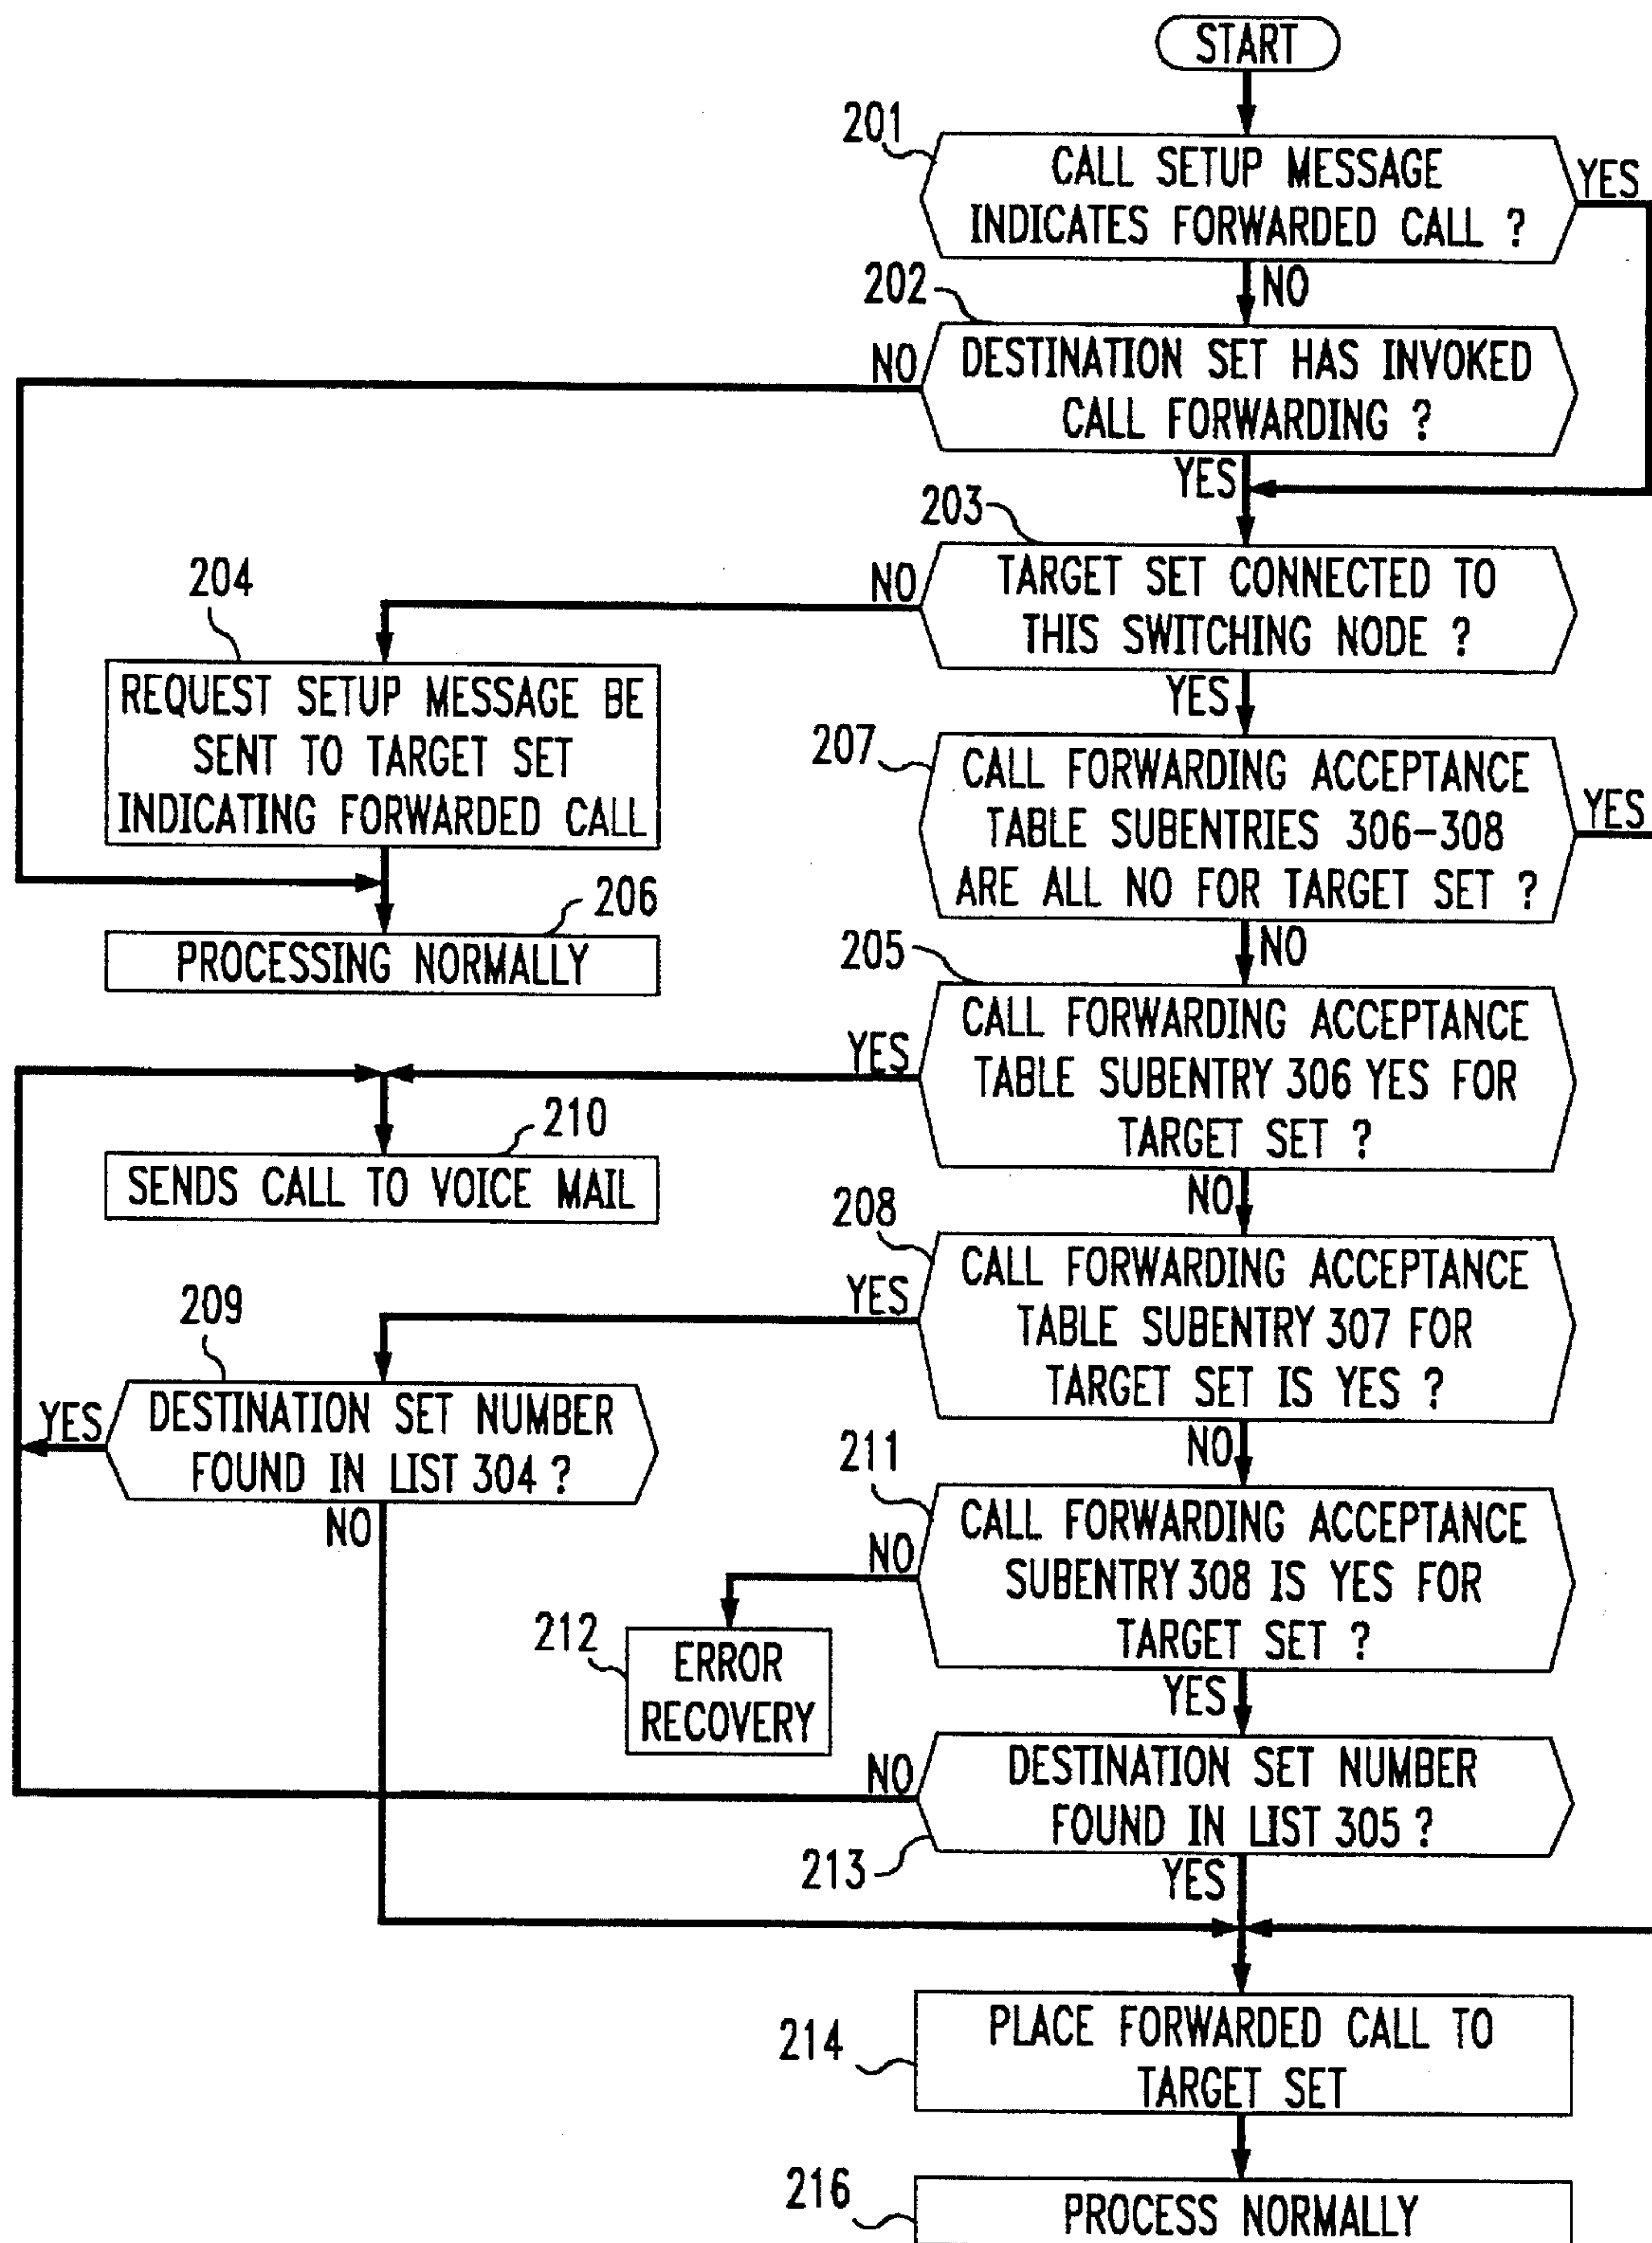 START
201
CALL SETUP MESSAGE
INDICATES FORWARDED CALL ?
YES
NO
202
DESTINATION SET HAS INVOKED
CALL FORWARDING ?
NO
YES
203
TARGET SET CONNECTED TO
THIS SWITCHING NODE ?
NO
YES
204
REQUEST SETUP MESSAGE BE
SENT TO TARGET SET
INDICATING FORWARDED CALL
206
PROCESSING NORMALLY
207
CALL FORWARDING ACCEPTANCE
TABLE SUBENTRIES 306-308
ARE ALL NO FOR TARGET SET ?
YES
NO
205
CALL FORWARDING ACCEPTANCE
TABLE SUBENTRY 306 YES FOR
TARGET SET ?
YES
NO
210
SENDS CALL TO VOICE MAIL
208
CALL FORWARDING ACCEPTANCE
TABLE SUBENTRY 307 FOR
TARGET SET IS YES ?
YES
NO
209
DESTINATION SET NUMBER
FOUND IN LIST 304 ?
YES
NO
211
CALL FORWARDING ACCEPTANCE
SUBENTRY 308 IS YES FOR
TARGET SET ?
NO
YES
212
ERROR
RECOVERY
213
DESTINATION SET NUMBER
FOUND IN LIST 305 ?
NO
YES
214
PLACE FORWARDED CALL TO
TARGET SET
216
PROCESS NORMALLY